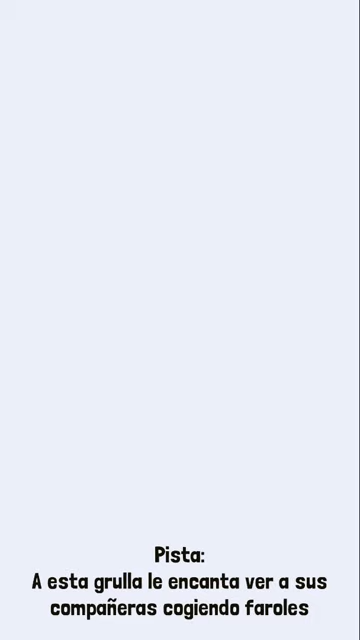 Pista:
A esta grulla le encanta ver a sus
compañeras cogiendo faroles